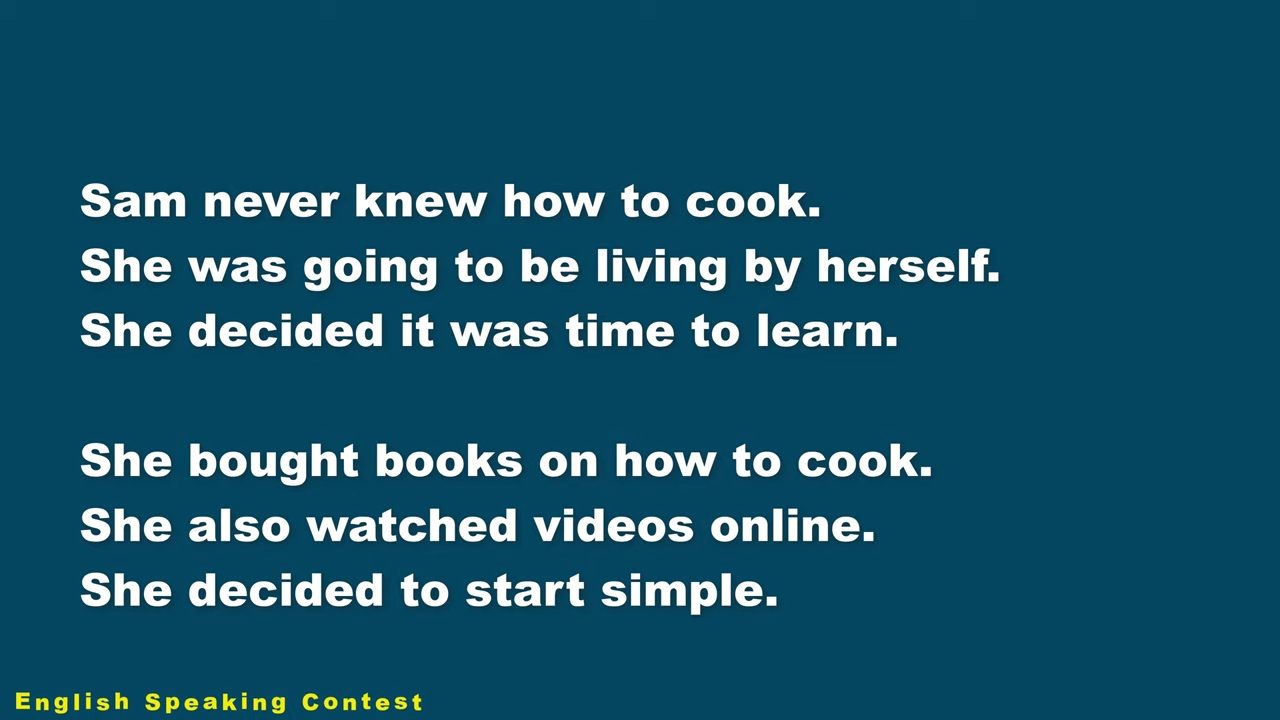 Sam never knew how to cook.
She was going to be living by herself.
She decided it was time to learn.
She bought books on how to cook.
She also watched videos online.
She decided to start simple.
English Speaking Contest